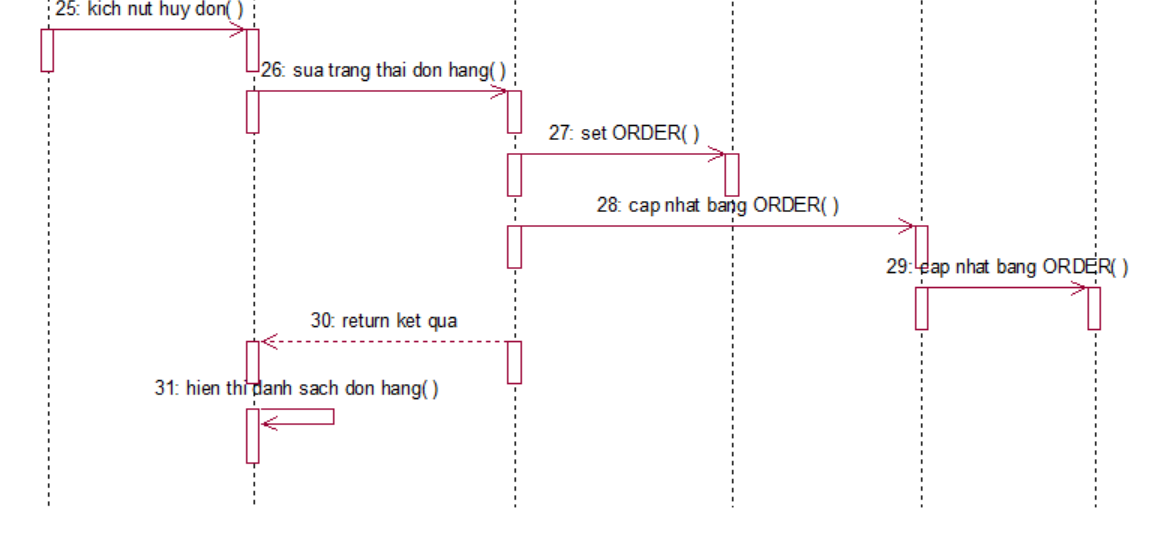 25: kich nut huy don( )
26: sua trang thai don hang( )
27: set ORDER( )
28: cap nhat bang ORDER( )
29: cap nhat bang ORDER( )
30: return ket qua
31: hien thi danh sach don hang( )